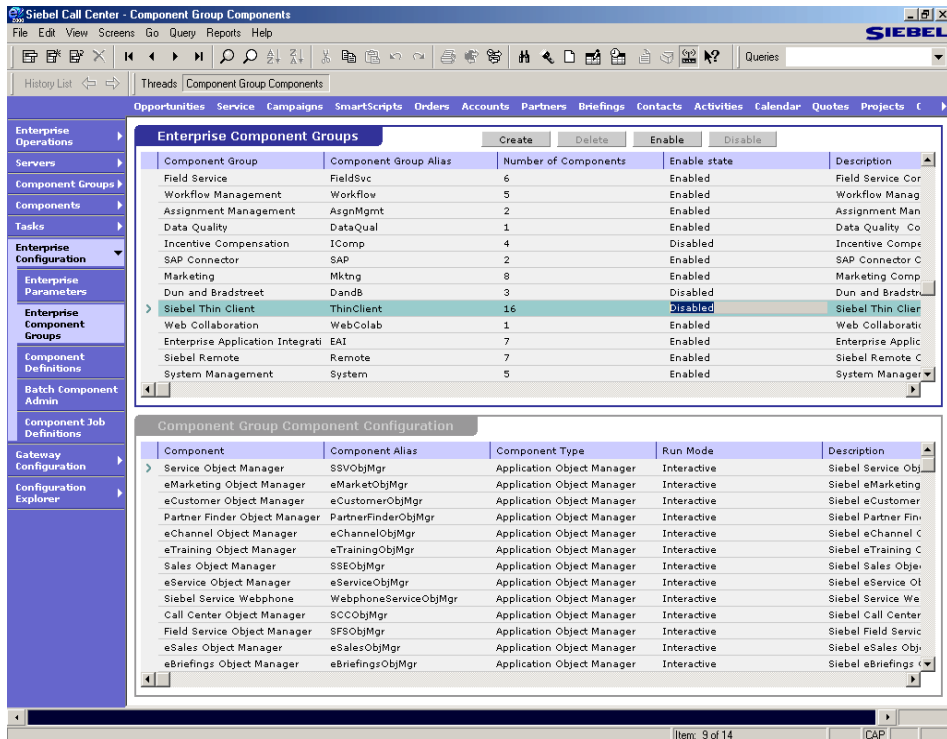 Siebel Call Center - Component Group Components
File Edit View Screens Go Query Reports Help
SIEBEL
Queries
History List Threads Component Group Components
Opportunities Service Campaigns SmartScripts Orders Accounts Partners Briefings Contacts Activities Calendar Quotes Projects
Enterprise Operations
Servers
Component Groups
Components
Tasks
Enterprise Configuration
Enterprise Parameters
Enterprise Component Groups
Component Definitions
Batch Component Admin
Component Job Definitions
Gateway Configuration
Configuration Explorer
Enterprise Component Groups Create Delete Enable Disable
Component Group Component Group Alias Number of Components Enable state Description
Field Service FieldSvc 6 Enabled Field Service Cor
Workflow Management Workflow 5 Enabled Workflow Manag
Assignment Management AsgnMgmt 2 Enabled Assignment Man
Data Quality DataQual 1 Enabled Data Quality Co
Incentive Compensation IComp 4 Disabled Incentive Compe
SAP Connector SAP 2 Enabled SAP Connector C
Marketing Mktng 8 Enabled Marketing Comp
Dun and Bradstreet DandB 3 Disabled Dun and Bradstr
Siebel Thin Client ThinClient 16 Disabled Siebel Thin Clier
Web Collaboration WebColab 1 Enabled Web Collaboratic
Enterprise Application Integrati EAI 7 Enabled Enterprise Applic
Siebel Remote Remote 7 Enabled Siebel Remote C
System Management System 5 Enabled System Manager
Component Group Component Configuration
Component Component Alias Component Type Run Mode Description
Service Object Manager SSVObjMgr Application Object Manager Interactive Siebel Service Obj
eMarketing Object Manager eMarketObjMgr Application Object Manager Interactive Siebel eMarketing
eCustomer Object Manager eCustomerObjMgr Application Object Manager Interactive Siebel eCustomer
Partner Finder Object Manager PartnerFinderObjMgr Application Object Manager Interactive Siebel Partner Fin
eChannel Object Manager eChannelObjMgr Application Object Manager Interactive Siebel eChannel C
eTraining Object Manager eTrainingObjMgr Application Object Manager Interactive Siebel eTraining C
Sales Object Manager SSEObjMgr Application Object Manager Interactive Siebel Sales Obje
eService Object Manager eServiceObjMgr Application Object Manager Interactive Siebel eService Ob
Siebel Service Webphone WebphoneServiceObjMgr Application Object Manager Interactive Siebel Service We
Call Center Object Manager SCCObjMgr Application Object Manager Interactive Siebel Call Center
Field Service Object Manager SFSObjMgr Application Object Manager Interactive Siebel Field Servic
eSales Object Manager eSalesObjMgr Application Object Manager Interactive Siebel eSales Obj
eBriefings Object Manager eBriefingsObjMgr Application Object Manager Interactive Siebel eBriefings
Item: 9 of 14 CAP